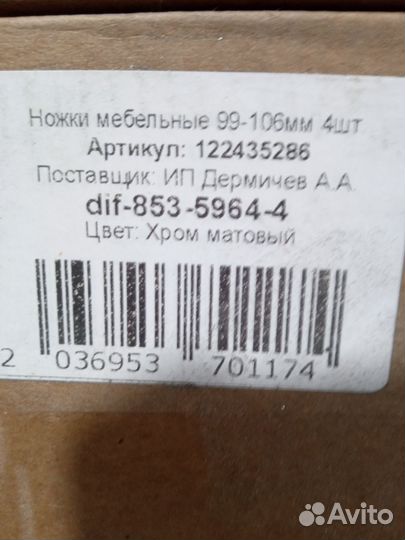 Ножки мебельные 99-106мм 4шт
Артикул: 122435286
Поставщик: ИП Дермичев А.А.
dif-853-5964-4
Цвет: Хром матовый
2 036953 701174
Avito